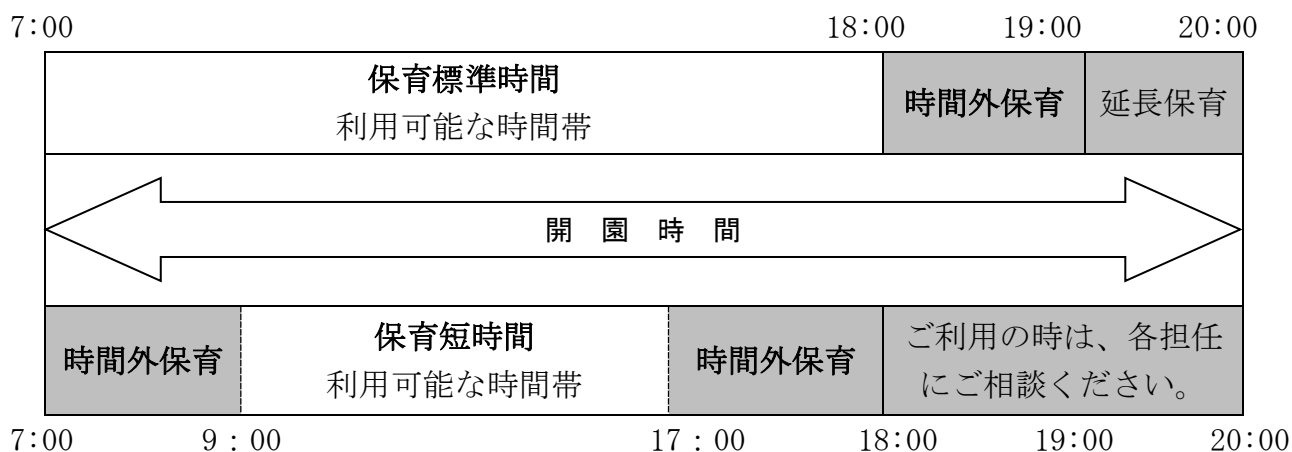 7:00 18:00 19:00 20:00
保育標準時間
利用可能な時間帯
時間外保育
延長保育
開 園 時 間
時間外保育
保育短時間
利用可能な時間帯
時間外保育
ご利用の時は、各担任
にご相談ください。
7:00 9:00 17:00 18:00 19:00 20:00